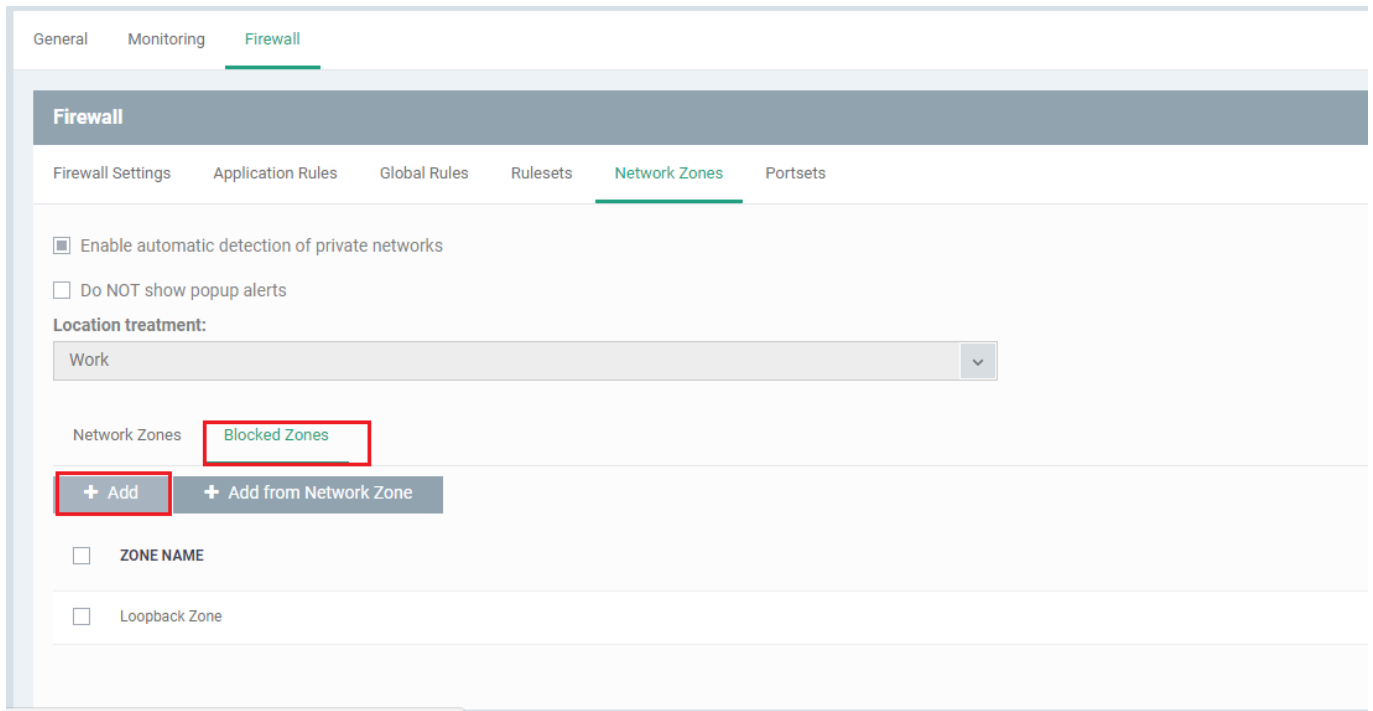 General Monitoring Firewall
Firewall
Firewall Settings Application Rules Global Rules Rulesets Network Zones Portsets
Enable automatic detection of private networks
Do NOT show popup alerts
Location treatment:
Work
Network Zones Blocked Zones
+ Add + Add from Network Zone
ZONE NAME
Loopback Zone